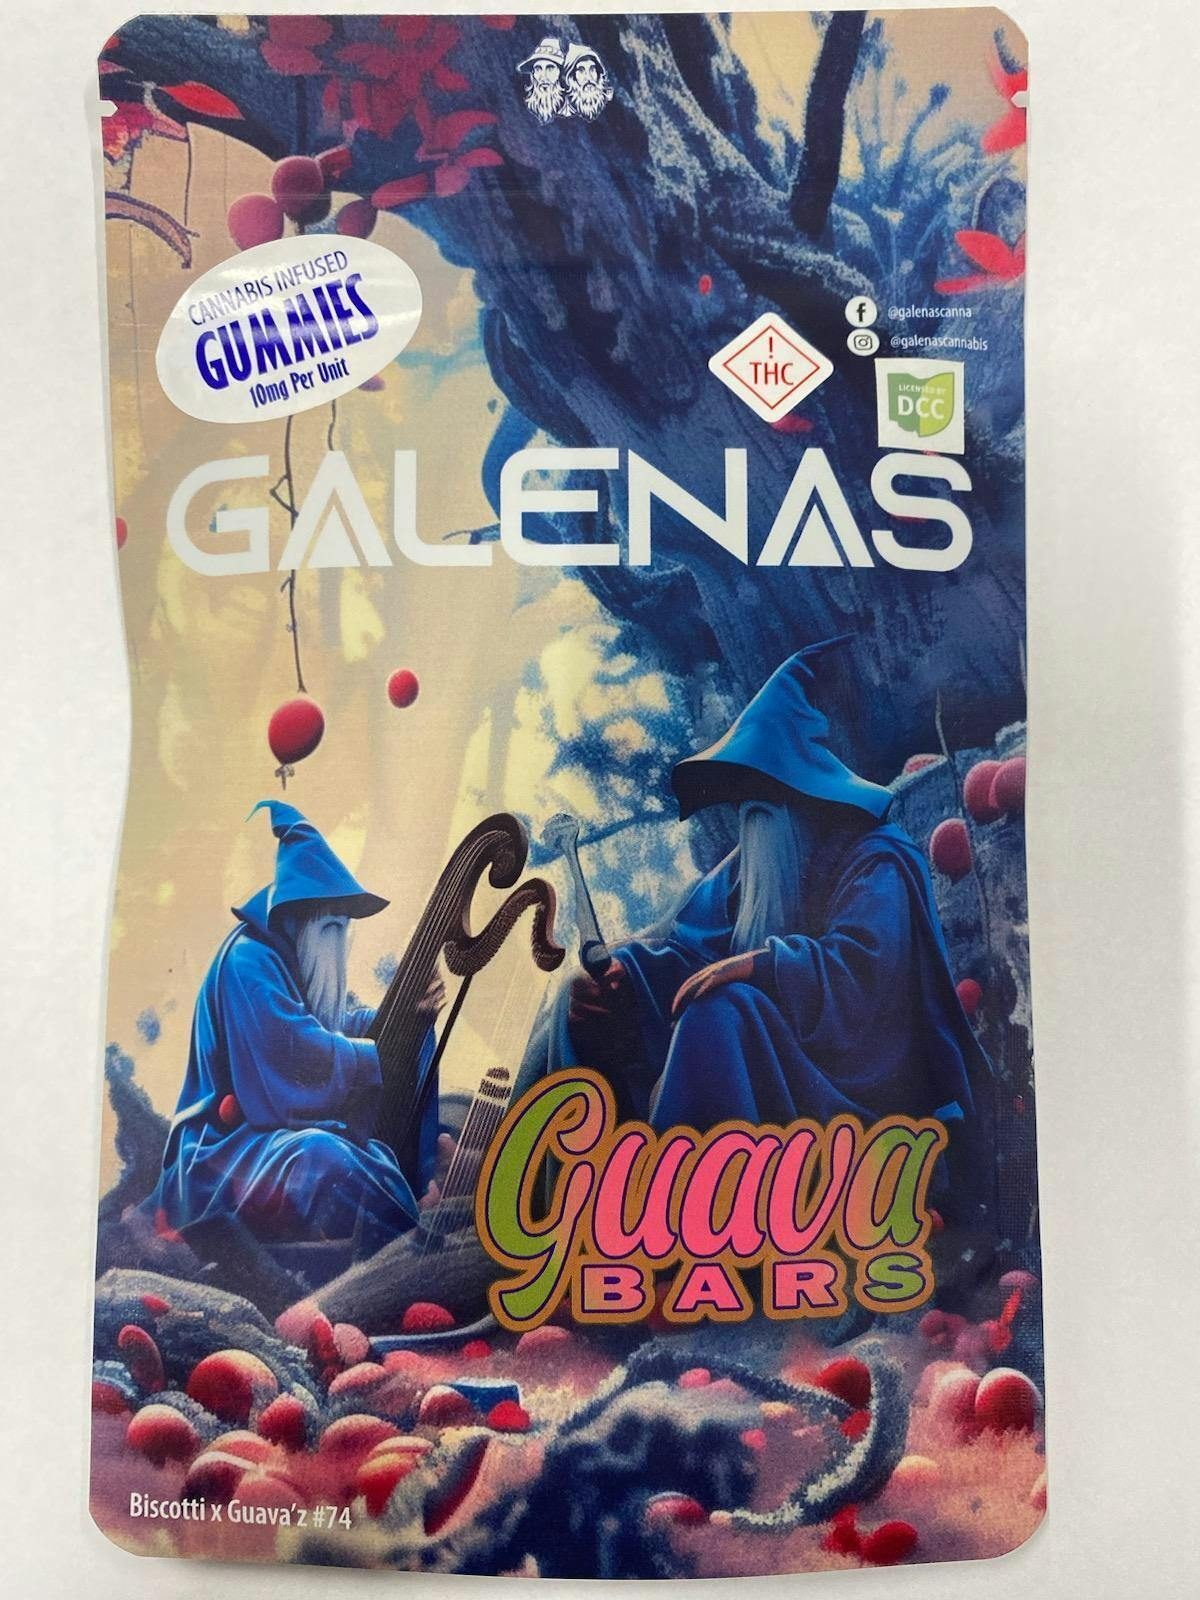 CANNABIS INFUSED
GUMMIES
10mg Per Unit
@galenascanna
@galenascannabis
!
THC
LICENSED BY
DCC
GALENAS
Guava
BARS
Biscotti x Guava'z #74